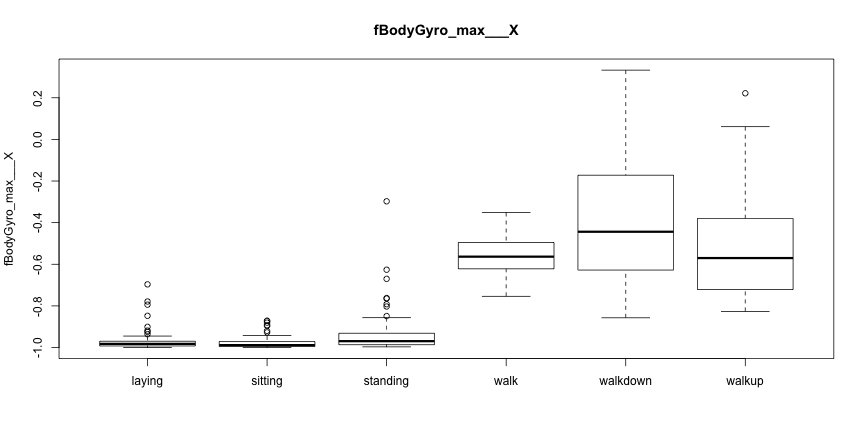 fBodyGyro_max___X
fBodyGyro_max___X
0.2
0.0
-0.2
-0.4
-0.6
-0.8
-1.0
laying sitting standing walk walkdown walkup